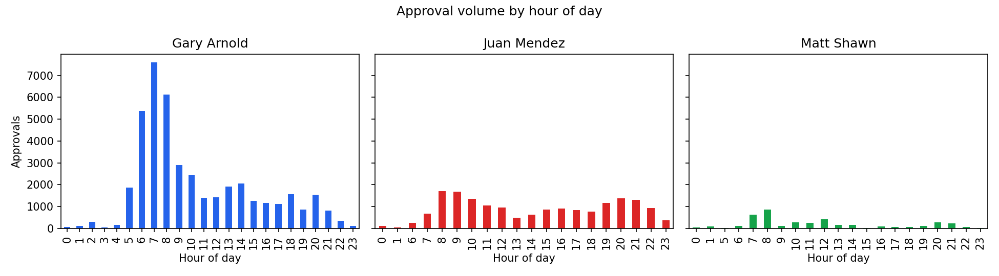 Approval volume by hour of day
Gary Arnold
Approvals
7000
6000
5000
4000
3000
2000
1000
0
0 1 2 3 4 5 6 7 8 9 10 11 12 13 14 15 16 17 18 19 20 21 22 23
Hour of day
Juan Mendez
0 1 6 7 8 9 10 11 12 13 14 15 16 17 18 19 20 21 22 23
Hour of day
Matt Shawn
0 1 5 6 7 8 9 10 11 12 13 14 15 16 17 18 19 20 21 22 23
Hour of day